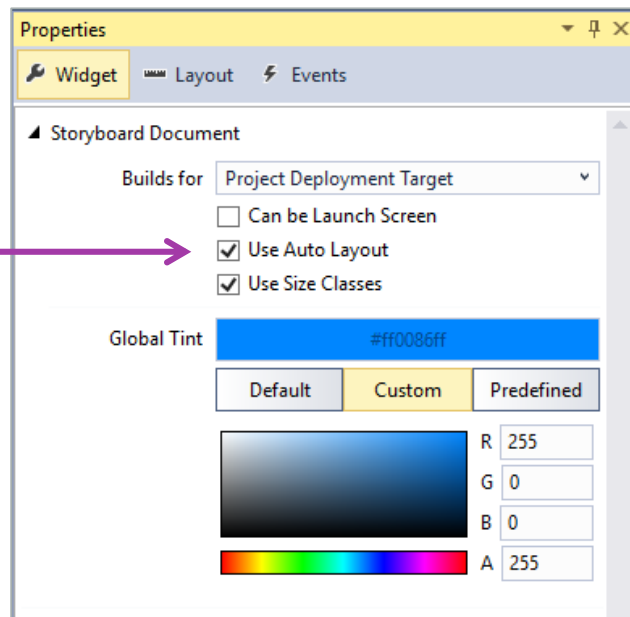 Properties
Widget Layout Events
Storyboard Document
Builds for Project Deployment Target
Can be Launch Screen
Use Auto Layout
Use Size Classes
Global Tint #ff0086ff
Default Custom Predefined
R 255
G 0
B 0
A 255